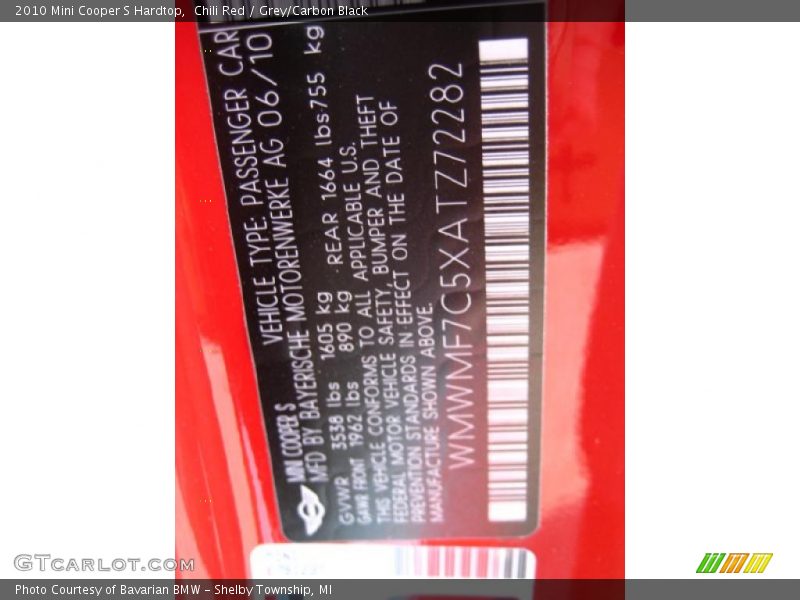 2010 Mini Cooper S Hardtop,  Chili Red / Grey/Carbon Black
MINI COOPER S VEHICLE TYPE: PASSENGER CAR
MFD BY BAYERISCHE MOTORENWERKE AG 06/10
GVWR 3538 lbs 1605 kg REAR 1664 lbs 755 kg
GAWR FRONT 1962 lbs 890 kg
THIS VEHICLE CONFORMS TO ALL APPLICABLE U.S.
FEDERAL MOTOR VEHICLE SAFETY, BUMPER AND THEFT
PREVENTION STANDARDS IN EFFECT ON THE DATE OF
MANUFACTURE SHOWN ABOVE.
WMWMF7C5XATZ72282
GTCarLot.com
Photo Courtesy of Bavarian BMW – Shelby Township, MI